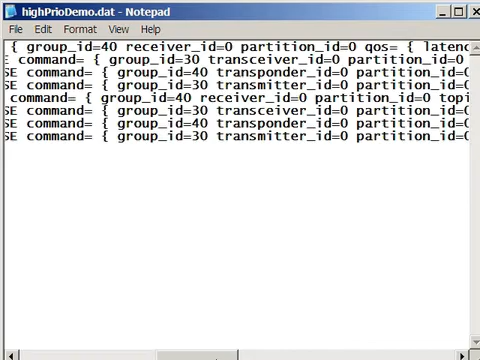 highPrioDemo.dat - Notepad
File Edit Format View Help
{ group_id=40 receiver_id=0 partition_id=0 qos= { latenc
E command= { group_id=30 transceiver_id=0 partition_id=0
SE command= { group_id=40 transponder_id=0 partition_id=
SE command= { group_id=30 transmitter_id=0 partition_id=
command= { group_id=40 receiver_id=0 partition_id=0 topi
SE command= { group_id=30 transceiver_id=0 partition_id=0
SE command= { group_id=40 transponder_id=0 partition_id=0
SE command= { group_id=30 transmitter_id=0 partition_id=0